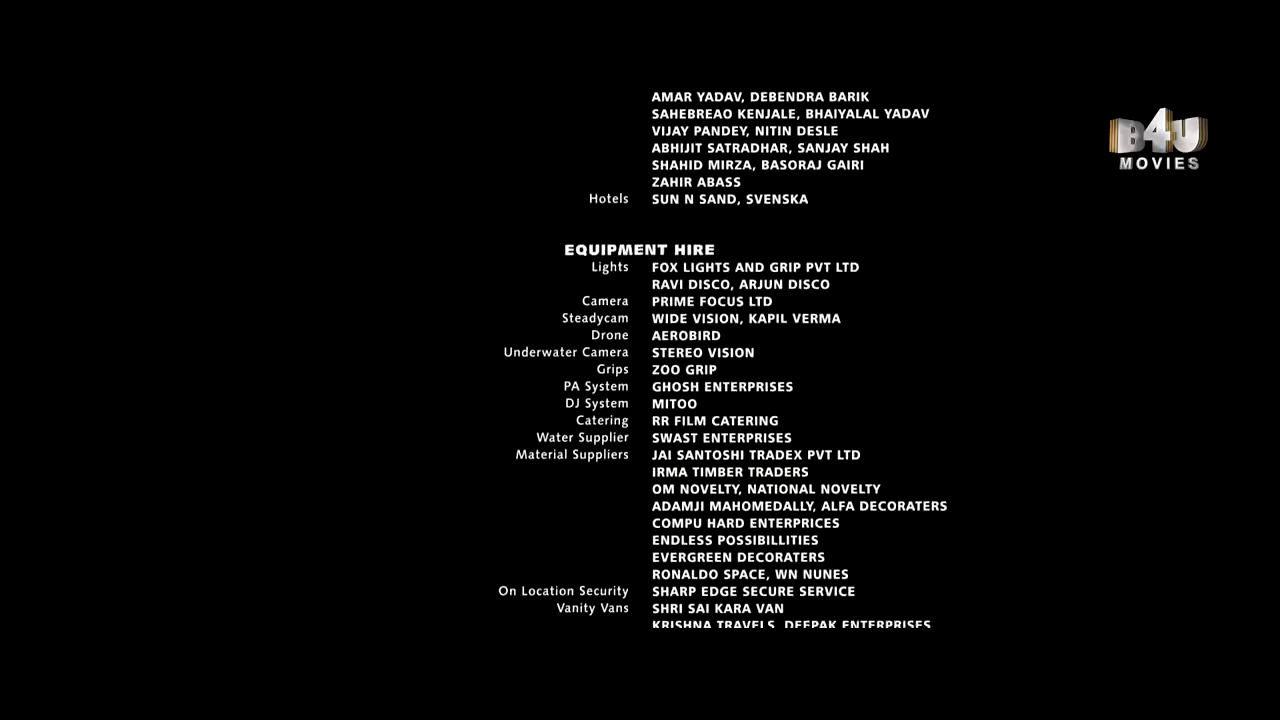 AMAR YADAV, DEBENDRA BARIK
SAHEBREAO KENJALE, BHAIYALAL YADAV
VIJAY PANDEY, NITIN DESLE
ABHIJIT SATRADHAR, SANJAY SHAH
SHAHID MIRZA, BASORAJ GAIRI
ZAHIR ABASS
Hotels SUN N SAND, SVENSKA
B4U
MOVIES
EQUIPMENT HIRE
Lights FOX LIGHTS AND GRIP PVT LTD
RAVI DISCO, ARJUN DISCO
Camera PRIME FOCUS LTD
Steadycam WIDE VISION, KAPIL VERMA
Drone AEROBIRD
Underwater Camera STEREO VISION
Grips ZOO GRIP
PA System GHOSH ENTERPRISES
DJ System MITOO
Catering RR FILM CATERING
Water Supplier SWAST ENTERPRISES
Material Suppliers JAI SANTOSHI TRADEX PVT LTD
IRMA TIMBER TRADERS
OM NOVELTY, NATIONAL NOVELTY
ADAMJI MAHOMEDALLY, ALFA DECORATERS
COMPU HARD ENTERPRICES
ENDLESS POSSIBILLITIES
EVERGREEN DECORATERS
RONALDO SPACE, WN NUNES
On Location Security SHARP EDGE SECURE SERVICE
Vanity Vans SHRI SAI KARA VAN
KRISHNA TRAVELS, DEEPAK ENTERPRISES